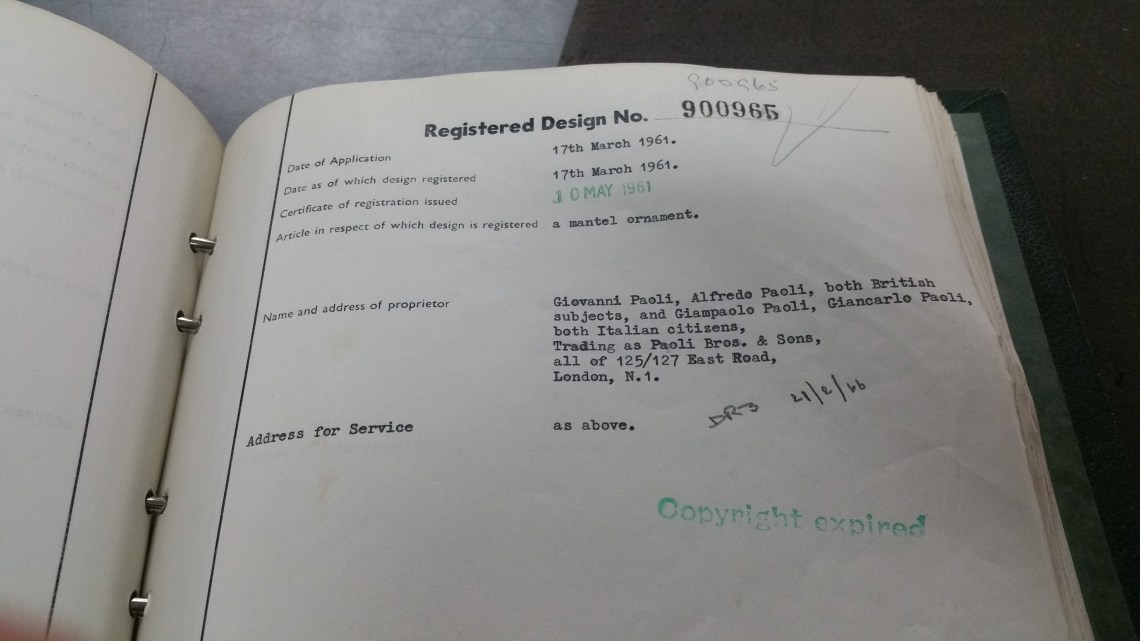 900965
Registered Design No. 900965
Date of Application 17th March 1961.
Date as of which design registered 17th March 1961.
Certificate of registration issued 10 MAY 1961
Article in respect of which design is registered a mantel ornament.
Name and address of proprietor Giovanni Paoli, Alfredo Paoli, both British
subjects, and Giampaolo Paoli, Giancarlo Paoli,
both Italian citizens,
Trading as Paoli Bros. & Sons,
all of 125/127 East Road,
London, N.1.
21/2/66
Address for Service as above.
Copyright expired